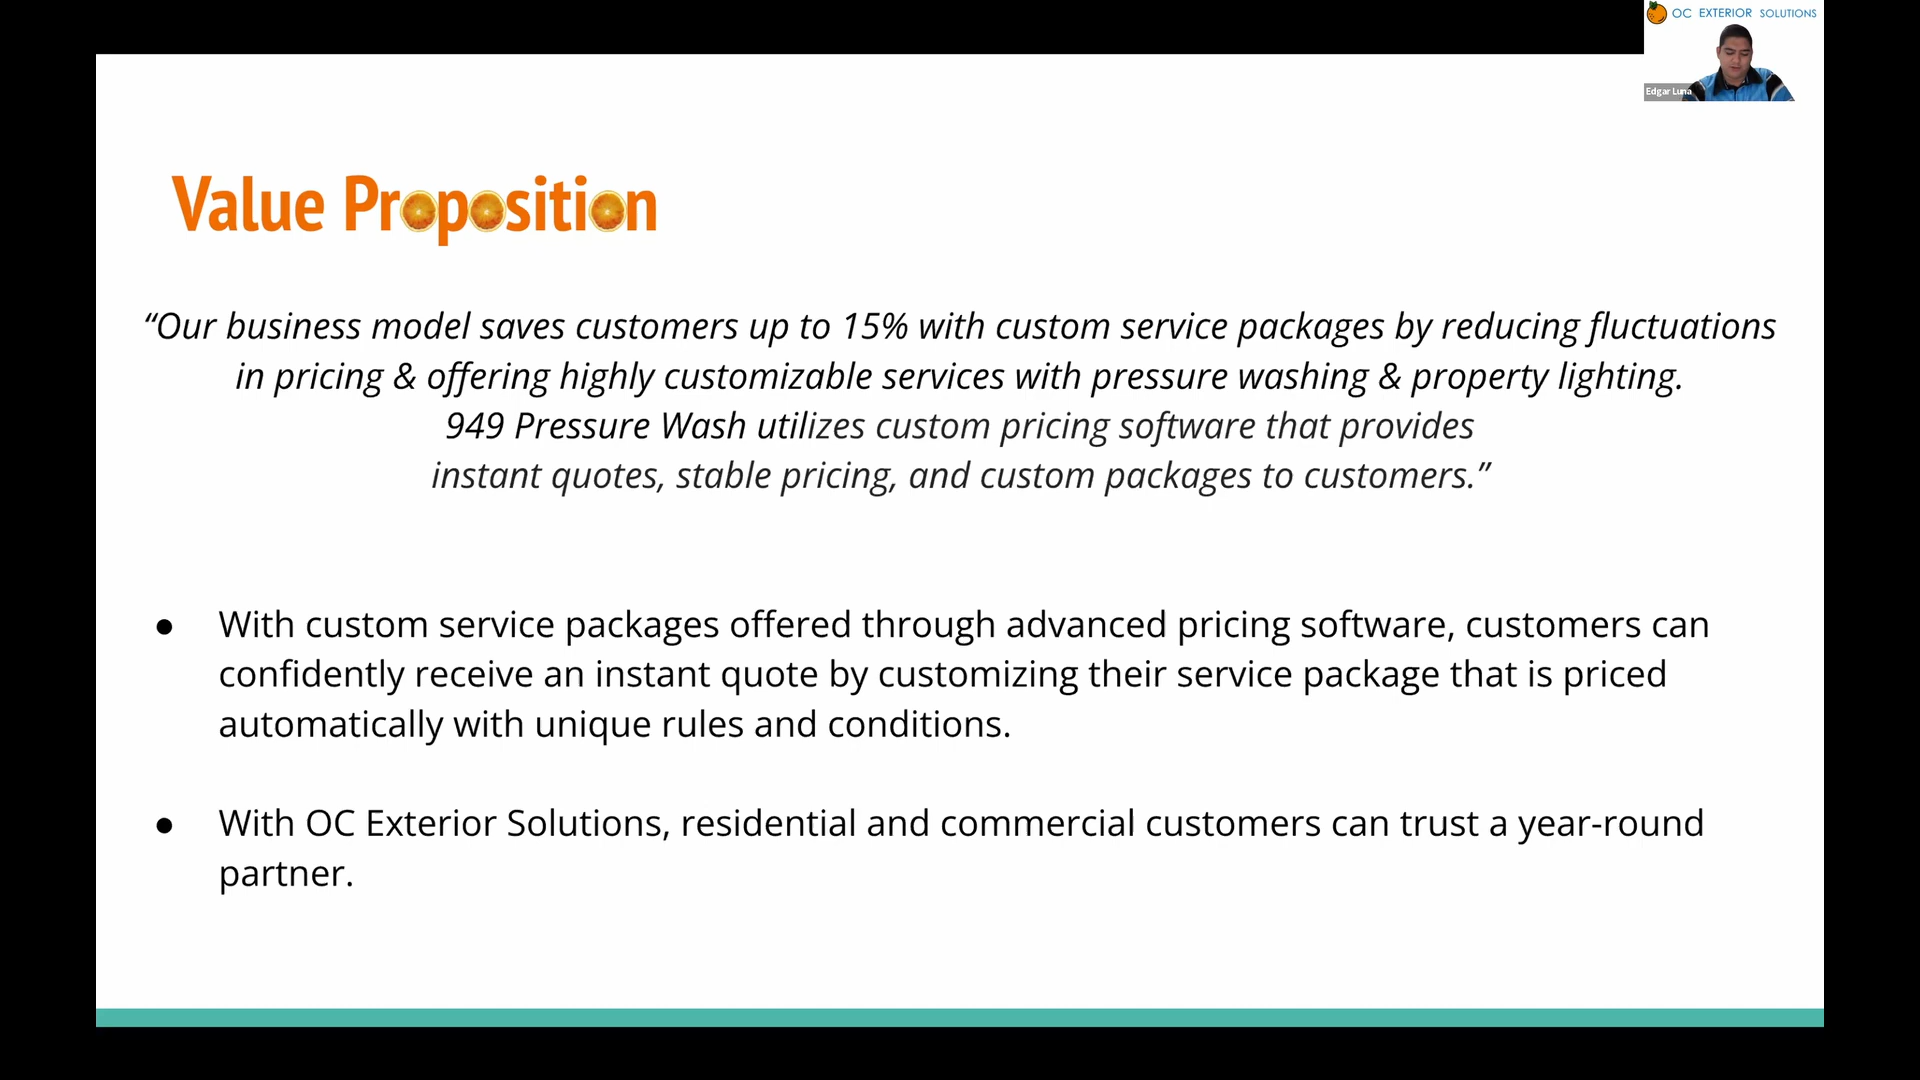 OC EXTERIOR SOLUTIONS
Edgar Luna
Value Proposition
“Our business model saves customers up to 15% with custom service packages by reducing fluctuations
in pricing & offering highly customizable services with pressure washing & property lighting.
949 Pressure Wash utilizes custom pricing software that provides
instant quotes, stable pricing, and custom packages to customers.”
● With custom service packages offered through advanced pricing software, customers can
confidently receive an instant quote by customizing their service package that is priced
automatically with unique rules and conditions.
● With OC Exterior Solutions, residential and commercial customers can trust a year-round
partner.